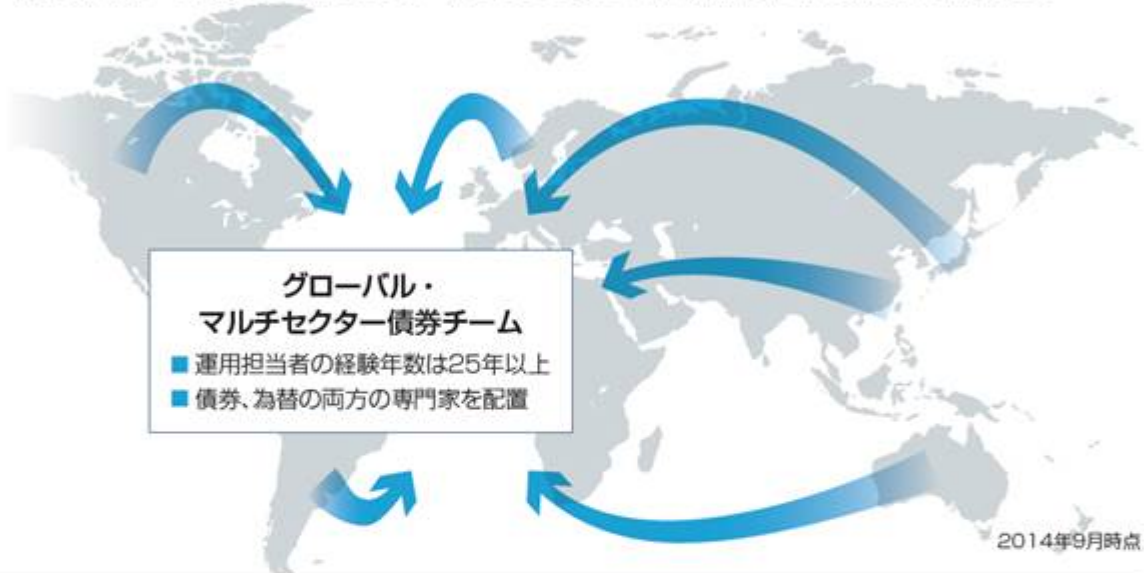 グローバル・
マルチセクター債券チーム
■ 運用担当者の経験年数は25年以上
■ 債券、為替の両方の専門家を配置
2014年9月時点